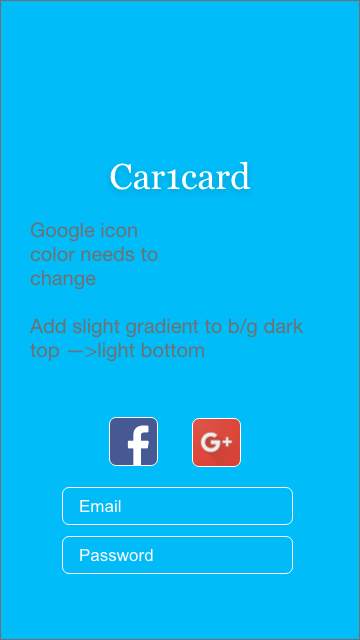 Car1card
Google icon
color needs to
change
Add slight gradient to b/g dark
top —>light bottom
f G+
Email
Password